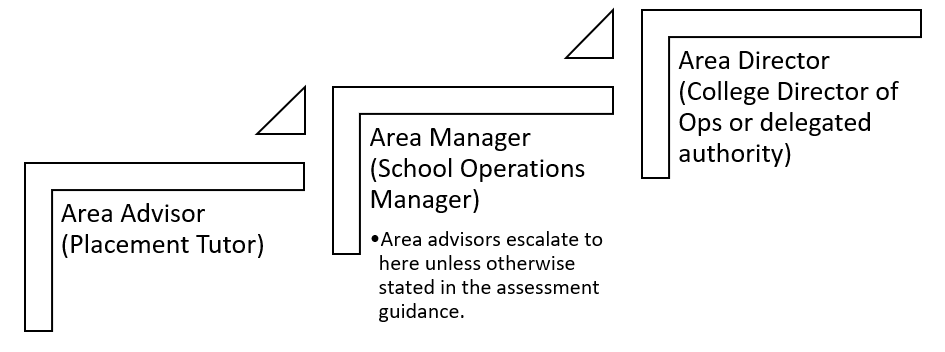 Area Advisor
(Placement Tutor)
Area Manager
(School Operations
Manager)
•Area advisors escalate to
here unless otherwise
stated in the assessment
guidance.
Area Director
(College Director of
Ops or delegated
authority)